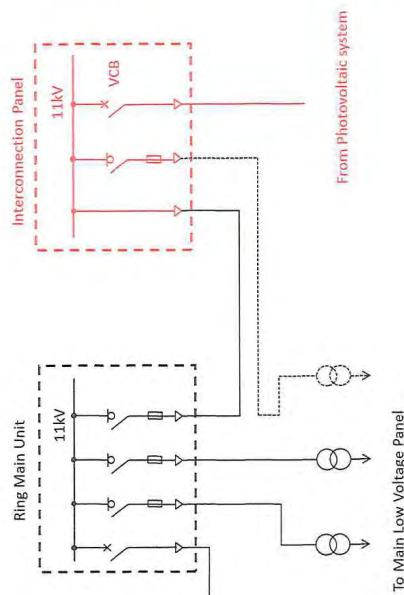 Interconnection Panel
11kV
VCB
From Photovoltaic system
Ring Main Unit
11kV
To Main Low Voltage Panel